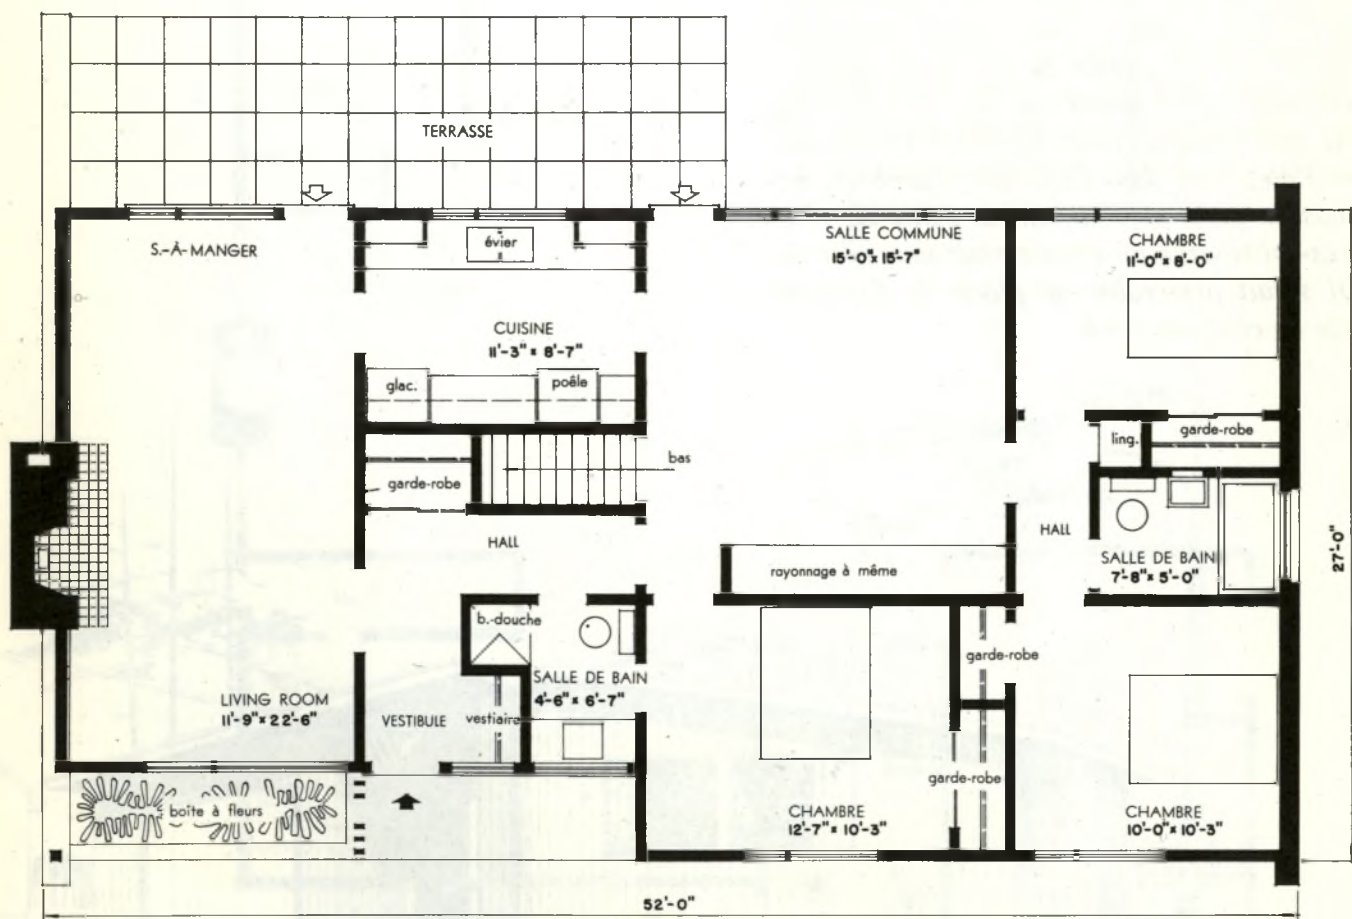 TERRASSE
S.-À-MANGER
évier
SALLE COMMUNE
15'-0" x 15'-7"
CHAMBRE
11'-0" x 8'-0"
CUISINE
11'-3" x 8'-7"
glac.
poêle
bas
garde-robe
ling.
garde-robe
HALL
HALL
SALLE DE BAIN
7'-8" x 5'-0"
27'-0"
rayonnage à même
b.-douche
garde-robe
SALLE DE BAIN
4'-6" x 6'-7"
LIVING ROOM
11'-9" x 22'-6"
VESTIBULE
vestiaire
garde-robe
boîte à fleurs
CHAMBRE
12'-7" x 10'-3"
CHAMBRE
10'-0" x 10'-3"
52'-0"